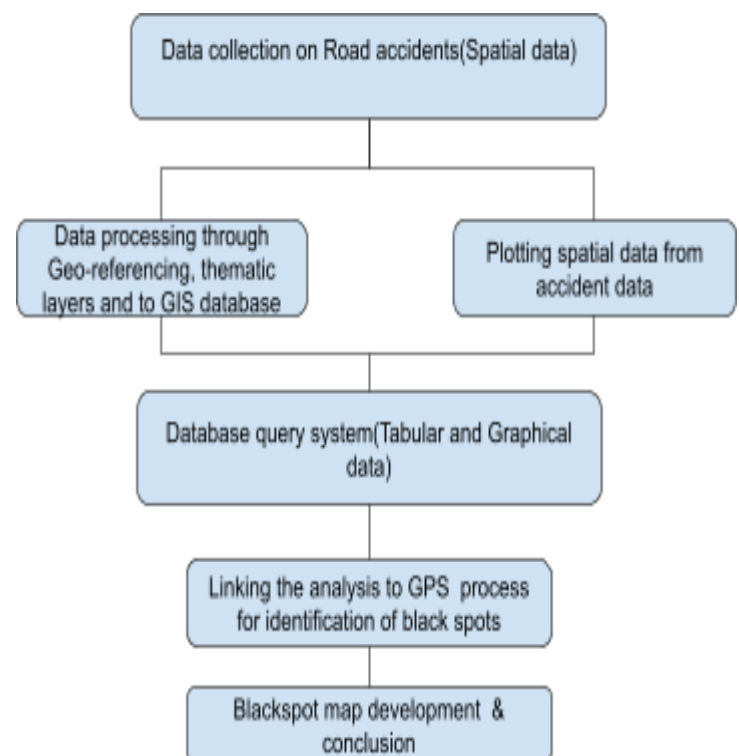 Data collection on Road accidents(Spatial data)
Data processing through
Geo-referencing, thematic
layers and to GIS database
Plotting spatial data from
accident data
Database query system(Tabular and Graphical
data)
Linking the analysis to GPS process
for identification of black spots
Blackspot map development &
conclusion